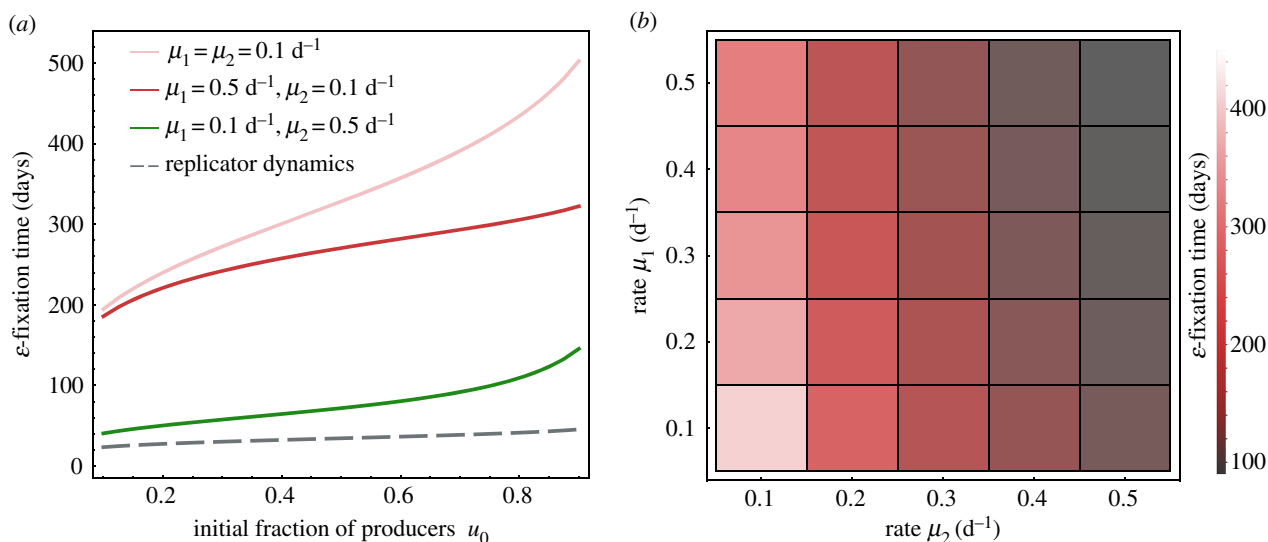 (a)
μ₁ = μ₂ = 0.1 d⁻¹
μ₁ = 0.5 d⁻¹, μ₂ = 0.1 d⁻¹
μ₁ = 0.1 d⁻¹, μ₂ = 0.5 d⁻¹
replicator dynamics
ε-fixation time (days)
500
400
300
200
100
0
0.2 0.4 0.6 0.8
initial fraction of producers u₀
(b)
rate μ₁ (d⁻¹)
0.5
0.4
0.3
0.2
0.1
0.1 0.2 0.3 0.4 0.5
rate μ₂ (d⁻¹)
ε-fixation time (days)
400
300
200
100